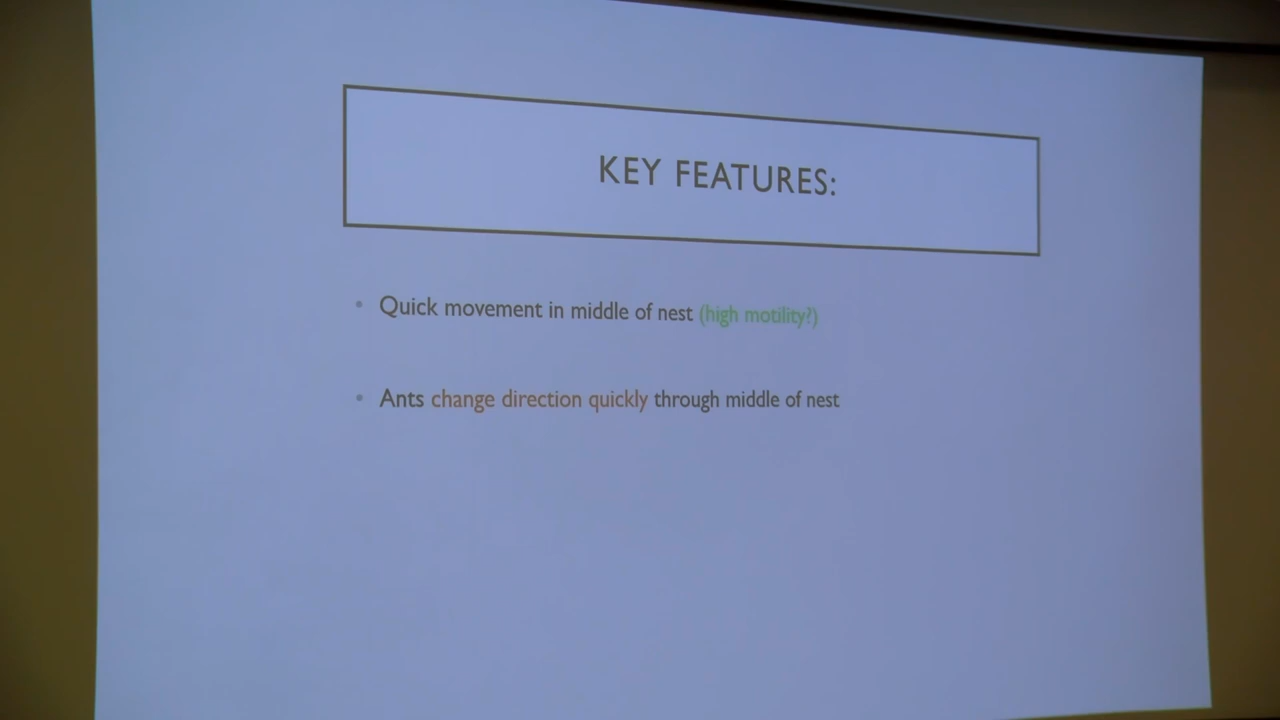 KEY FEATURES:
• Quick movement in middle of nest (high motility?)
• Ants change direction quickly through middle of nest